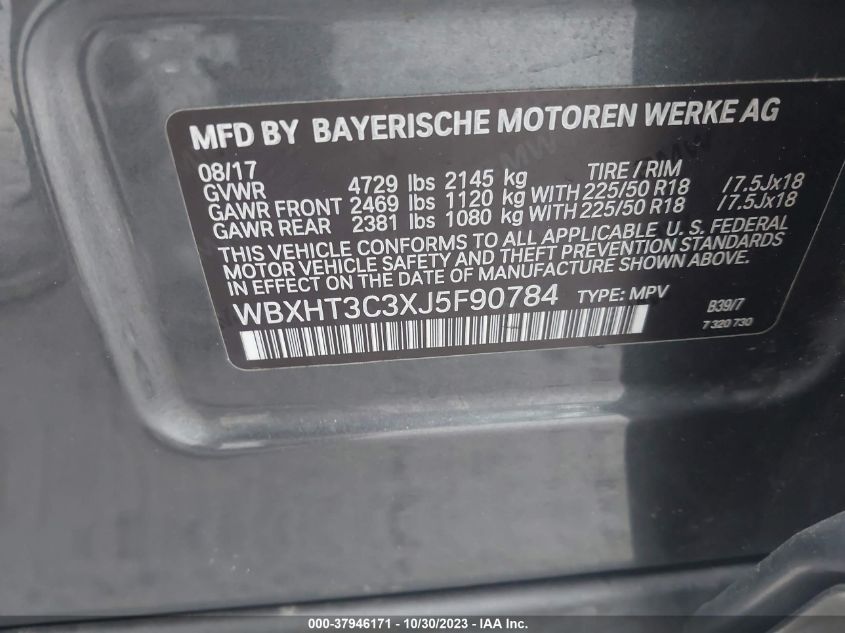 MFD BY BAYERISCHE MOTOREN WERKE AG
08/17 TIRE / RIM
GVWR 4729 lbs 2145 kg
GAWR FRONT 2469 lbs 1120 kg WITH 225/50 R18 /7.5Jx18
GAWR REAR 2381 lbs 1080 kg WITH 225/50 R18 /7.5Jx18
THIS VEHICLE CONFORMS TO ALL APPLICABLE U. S. FEDERAL
MOTOR VEHICLE SAFETY AND THEFT PREVENTION STANDARDS
IN EFFECT ON THE DATE OF MANUFACTURE SHOWN ABOVE.
WBXHT3C3XJ5F90784 TYPE: MPV B39/7
7 320 730
000-37946171 - 10/30/2023 - IAA Inc.